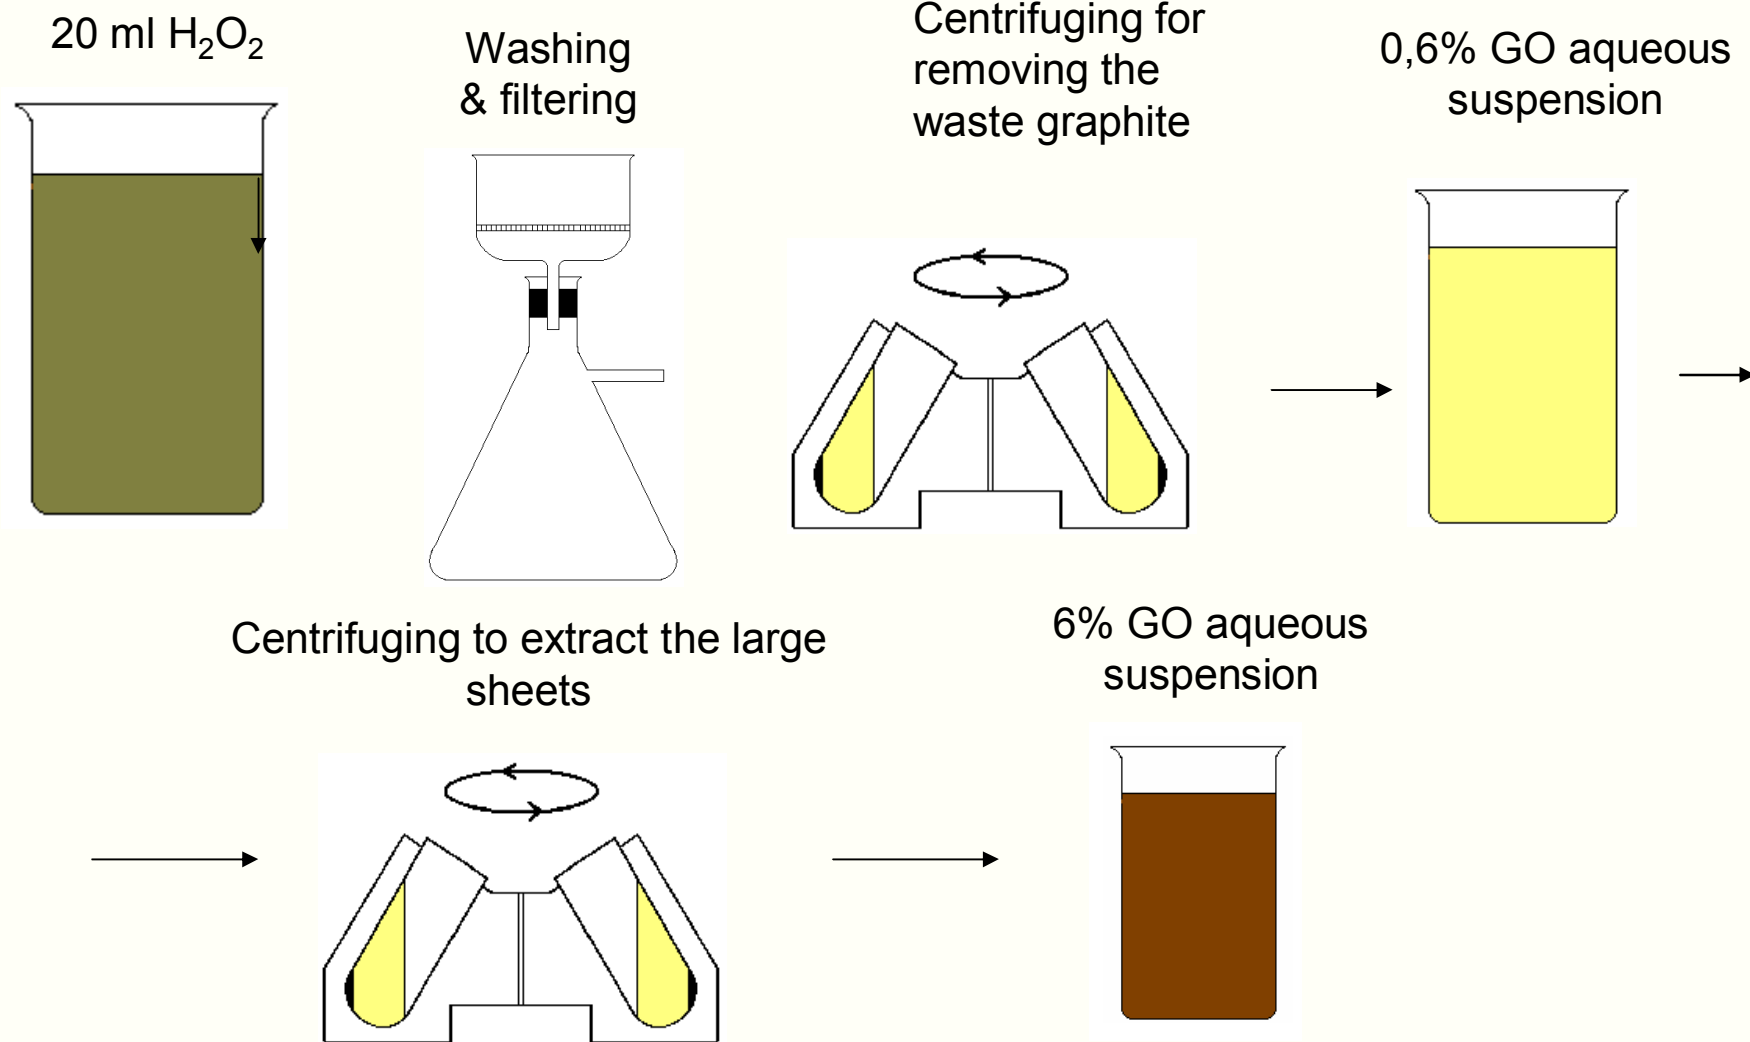 20 ml H₂O₂
Washing
& filtering
Centrifuging for
removing the
waste graphite
0,6% GO aqueous
suspension
Centrifuging to extract the large
sheets
6% GO aqueous
suspension